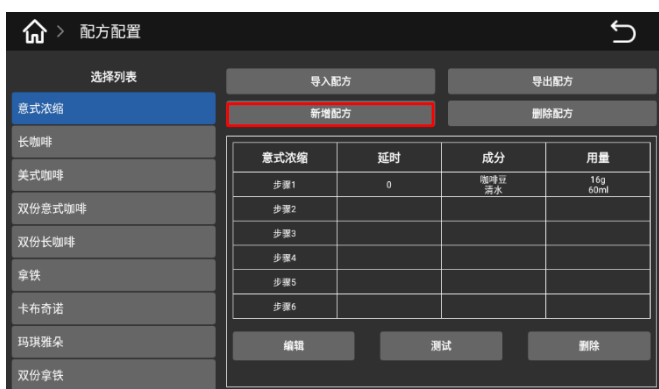 > 配方配置
选择列表
意式浓缩
长咖啡
美式咖啡
双份意式咖啡
双份长咖啡
拿铁
卡布奇诺
玛琪雅朵
双份拿铁
导入配方 导出配方
新增配方 删除配方
意式浓缩 延时 成分 用量
步骤1 0 咖啡豆 16g
清水 60ml
步骤2
步骤3
步骤4
步骤5
步骤6
编辑 测试 删除